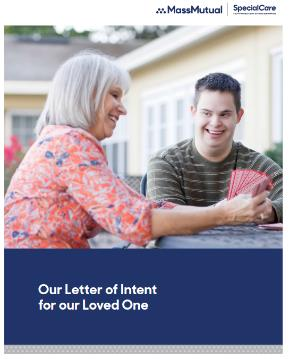 MassMutual
SpecialCare
Our Letter of Intent
for our Loved One